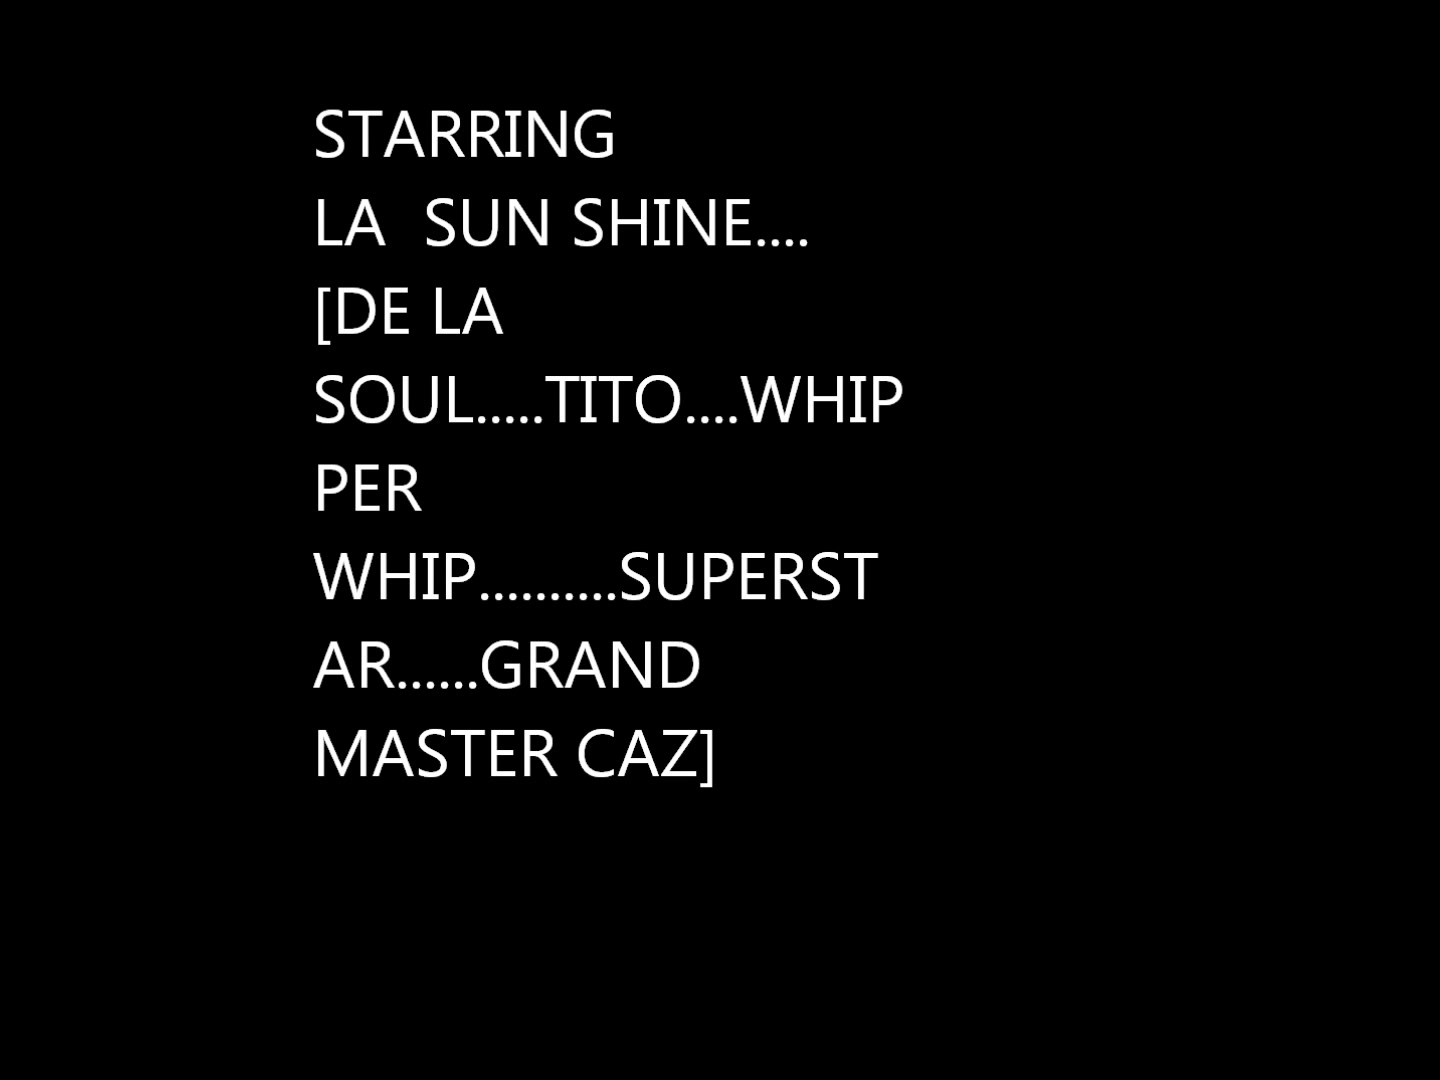 STARRING
LA  SUN SHINE....
[DE LA
SOUL.....TITO....WHIP
PER
WHIP..........SUPERST
AR......GRAND
MASTER CAZ]